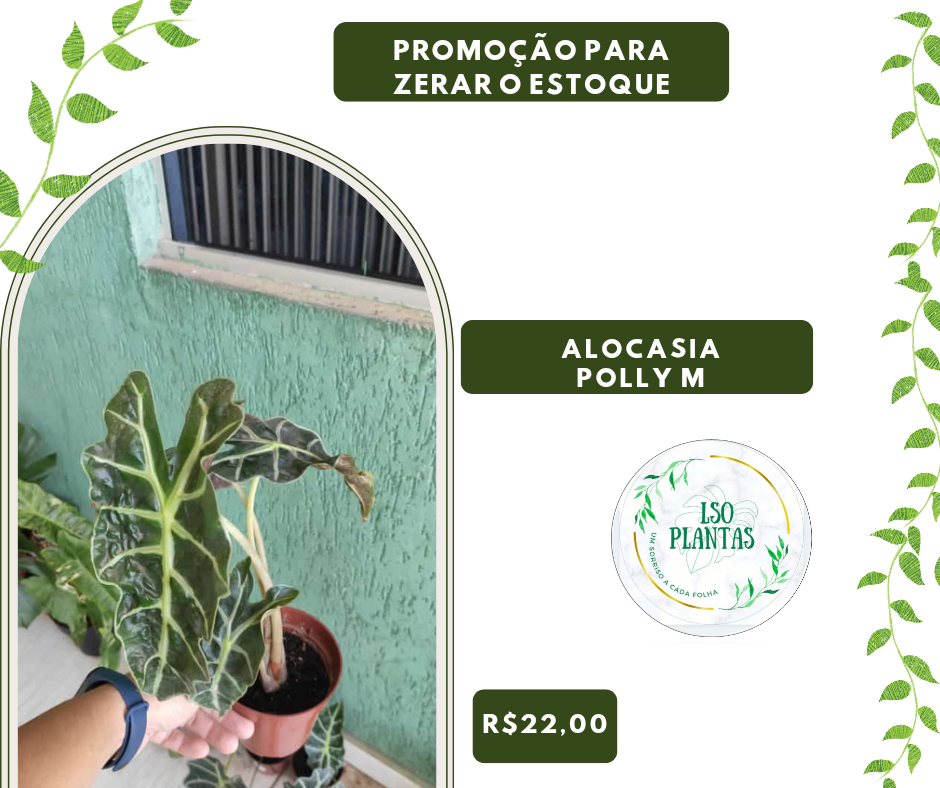 PROMOÇÃO PARA
ZERAR O ESTOQUE
ALOCASIA
POLLY M
LSO
PLANTAS
UM SORRISO A CADA FOLHA
R$22,00